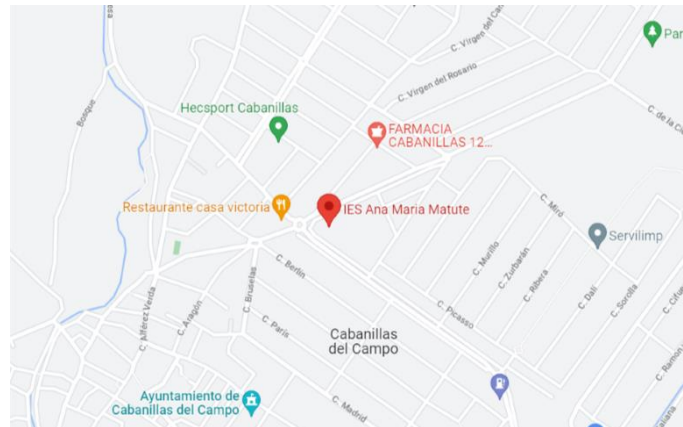 C. Virgen del
Par
C. Virgen del Rosario
Bosque
Hecsport Cabanillas
FARMACIA
CABANILLAS 12...
C. de la
Restaurante casa victoria
IES Ana Maria Matute
C. Miró
Servilimp
C. Murillo
C. Zurbarán
C. Ribera
C. Dalí
C. Sorolla
C. Berlín
C. Bruselas
C. Aragón
C. Alférez Verda
C. Picasso
C. París
Cabanillas
del Campo
C. Ramón
Ayuntamiento de
Cabanillas del Campo
C. Madrid